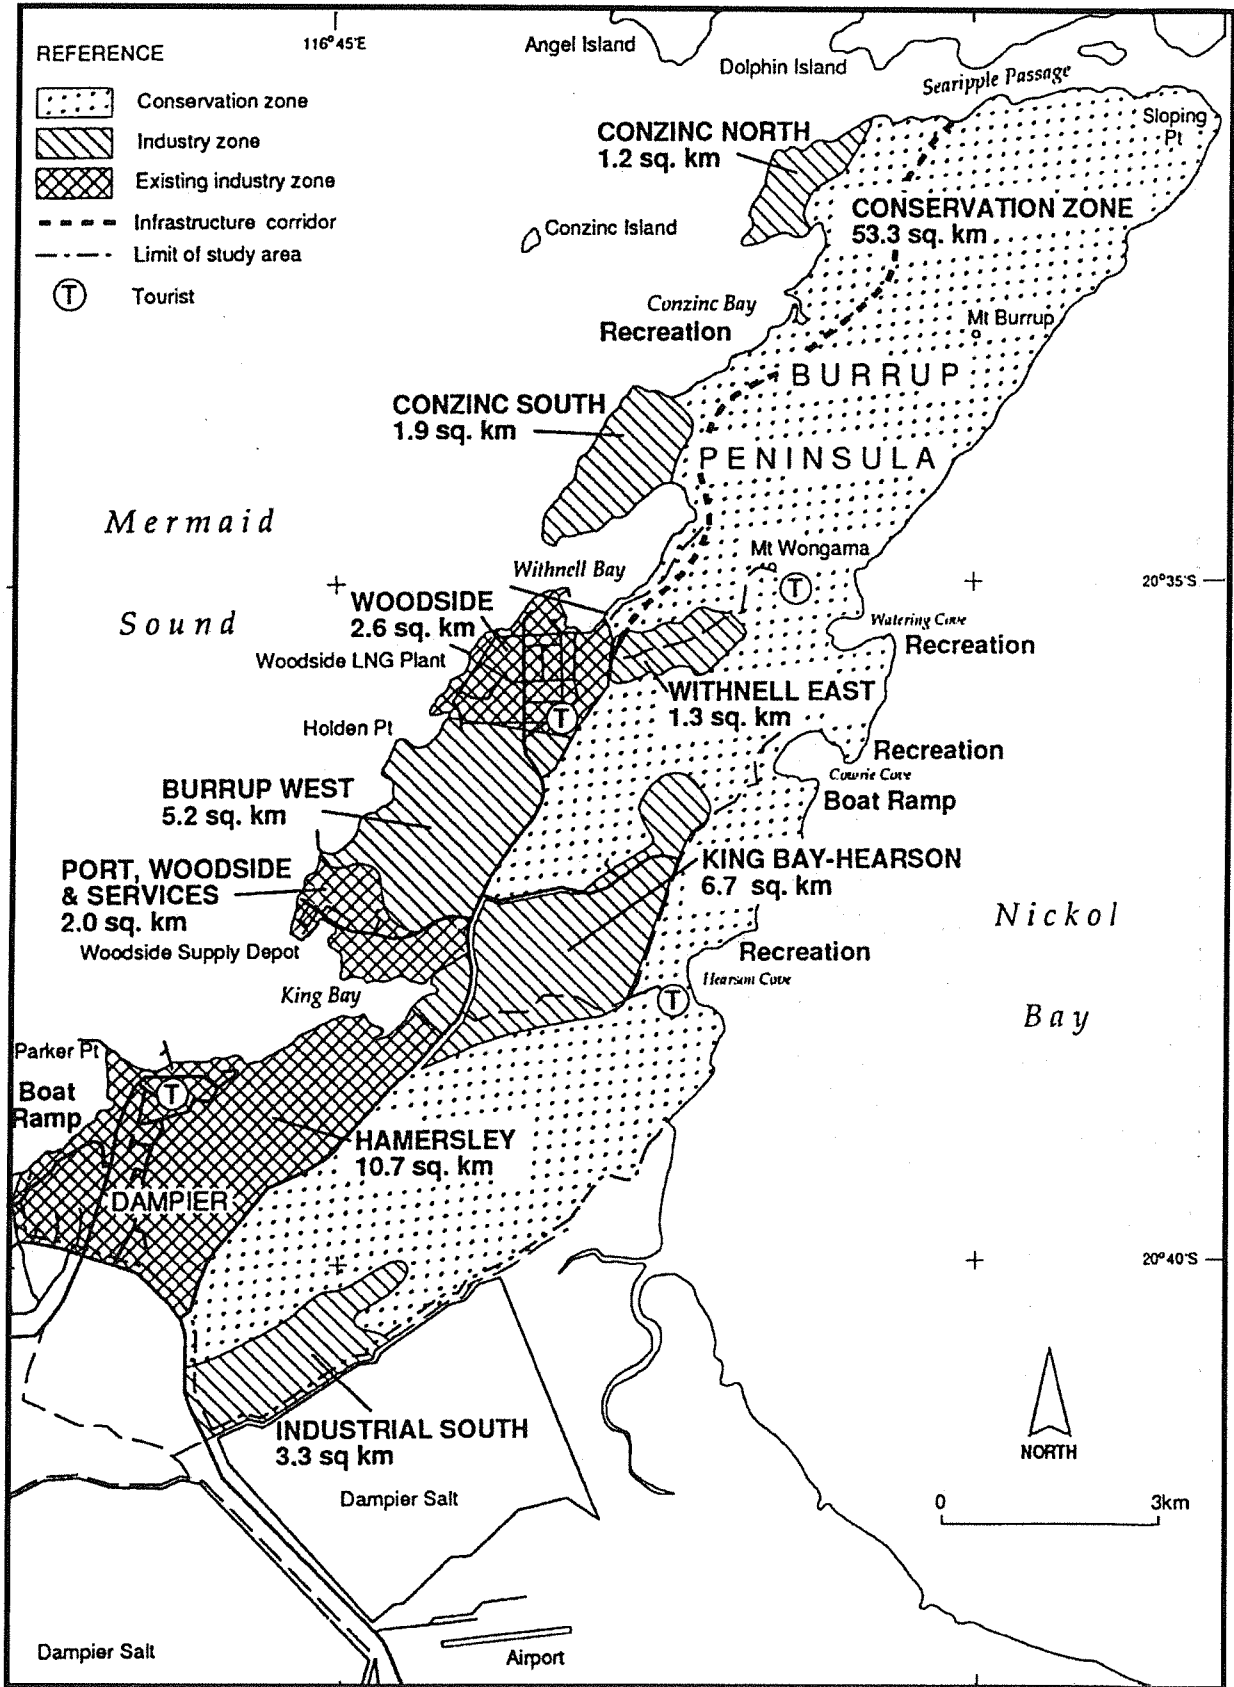 REFERENCE
Conservation zone
Industry zone
Existing industry zone
Infrastructure corridor
Limit of study area
T
Tourist
116°45'E
Angel Island
Dolphin Island
Searipple Passage
Sloping
Pt
CONZINC NORTH
1.2 sq. km
CONSERVATION ZONE
53.3 sq. km
Conzinc Island
Conzinc Bay
Recreation
Mt Burrup
BURRUP
CONZINC SOUTH
1.9 sq. km
PENINSULA
Mermaid
Sound
Mt Wongama
T
20°35'S
Withnell Bay
WOODSIDE
2.6 sq. km
Woodside LNG Plant
Watering Cove
Recreation
WITHNELL EAST
1.3 sq. km
T
Holden Pt
Recreation
Cowrie Cove
Boat Ramp
BURRUP WEST
5.2 sq. km
PORT, WOODSIDE
& SERVICES
2.0 sq. km
Woodside Supply Depot
KING BAY-HEARSON
6.7 sq. km
Nickol
Bay
Recreation
Hearson Cove
T
King Bay
Parker Pt
Boat
Ramp
T
HAMERSLEY
10.7 sq. km
DAMPIER
20°40'S
INDUSTRIAL SOUTH
3.3 sq km
Dampier Salt
NORTH
0 3km
Dampier Salt
Airport